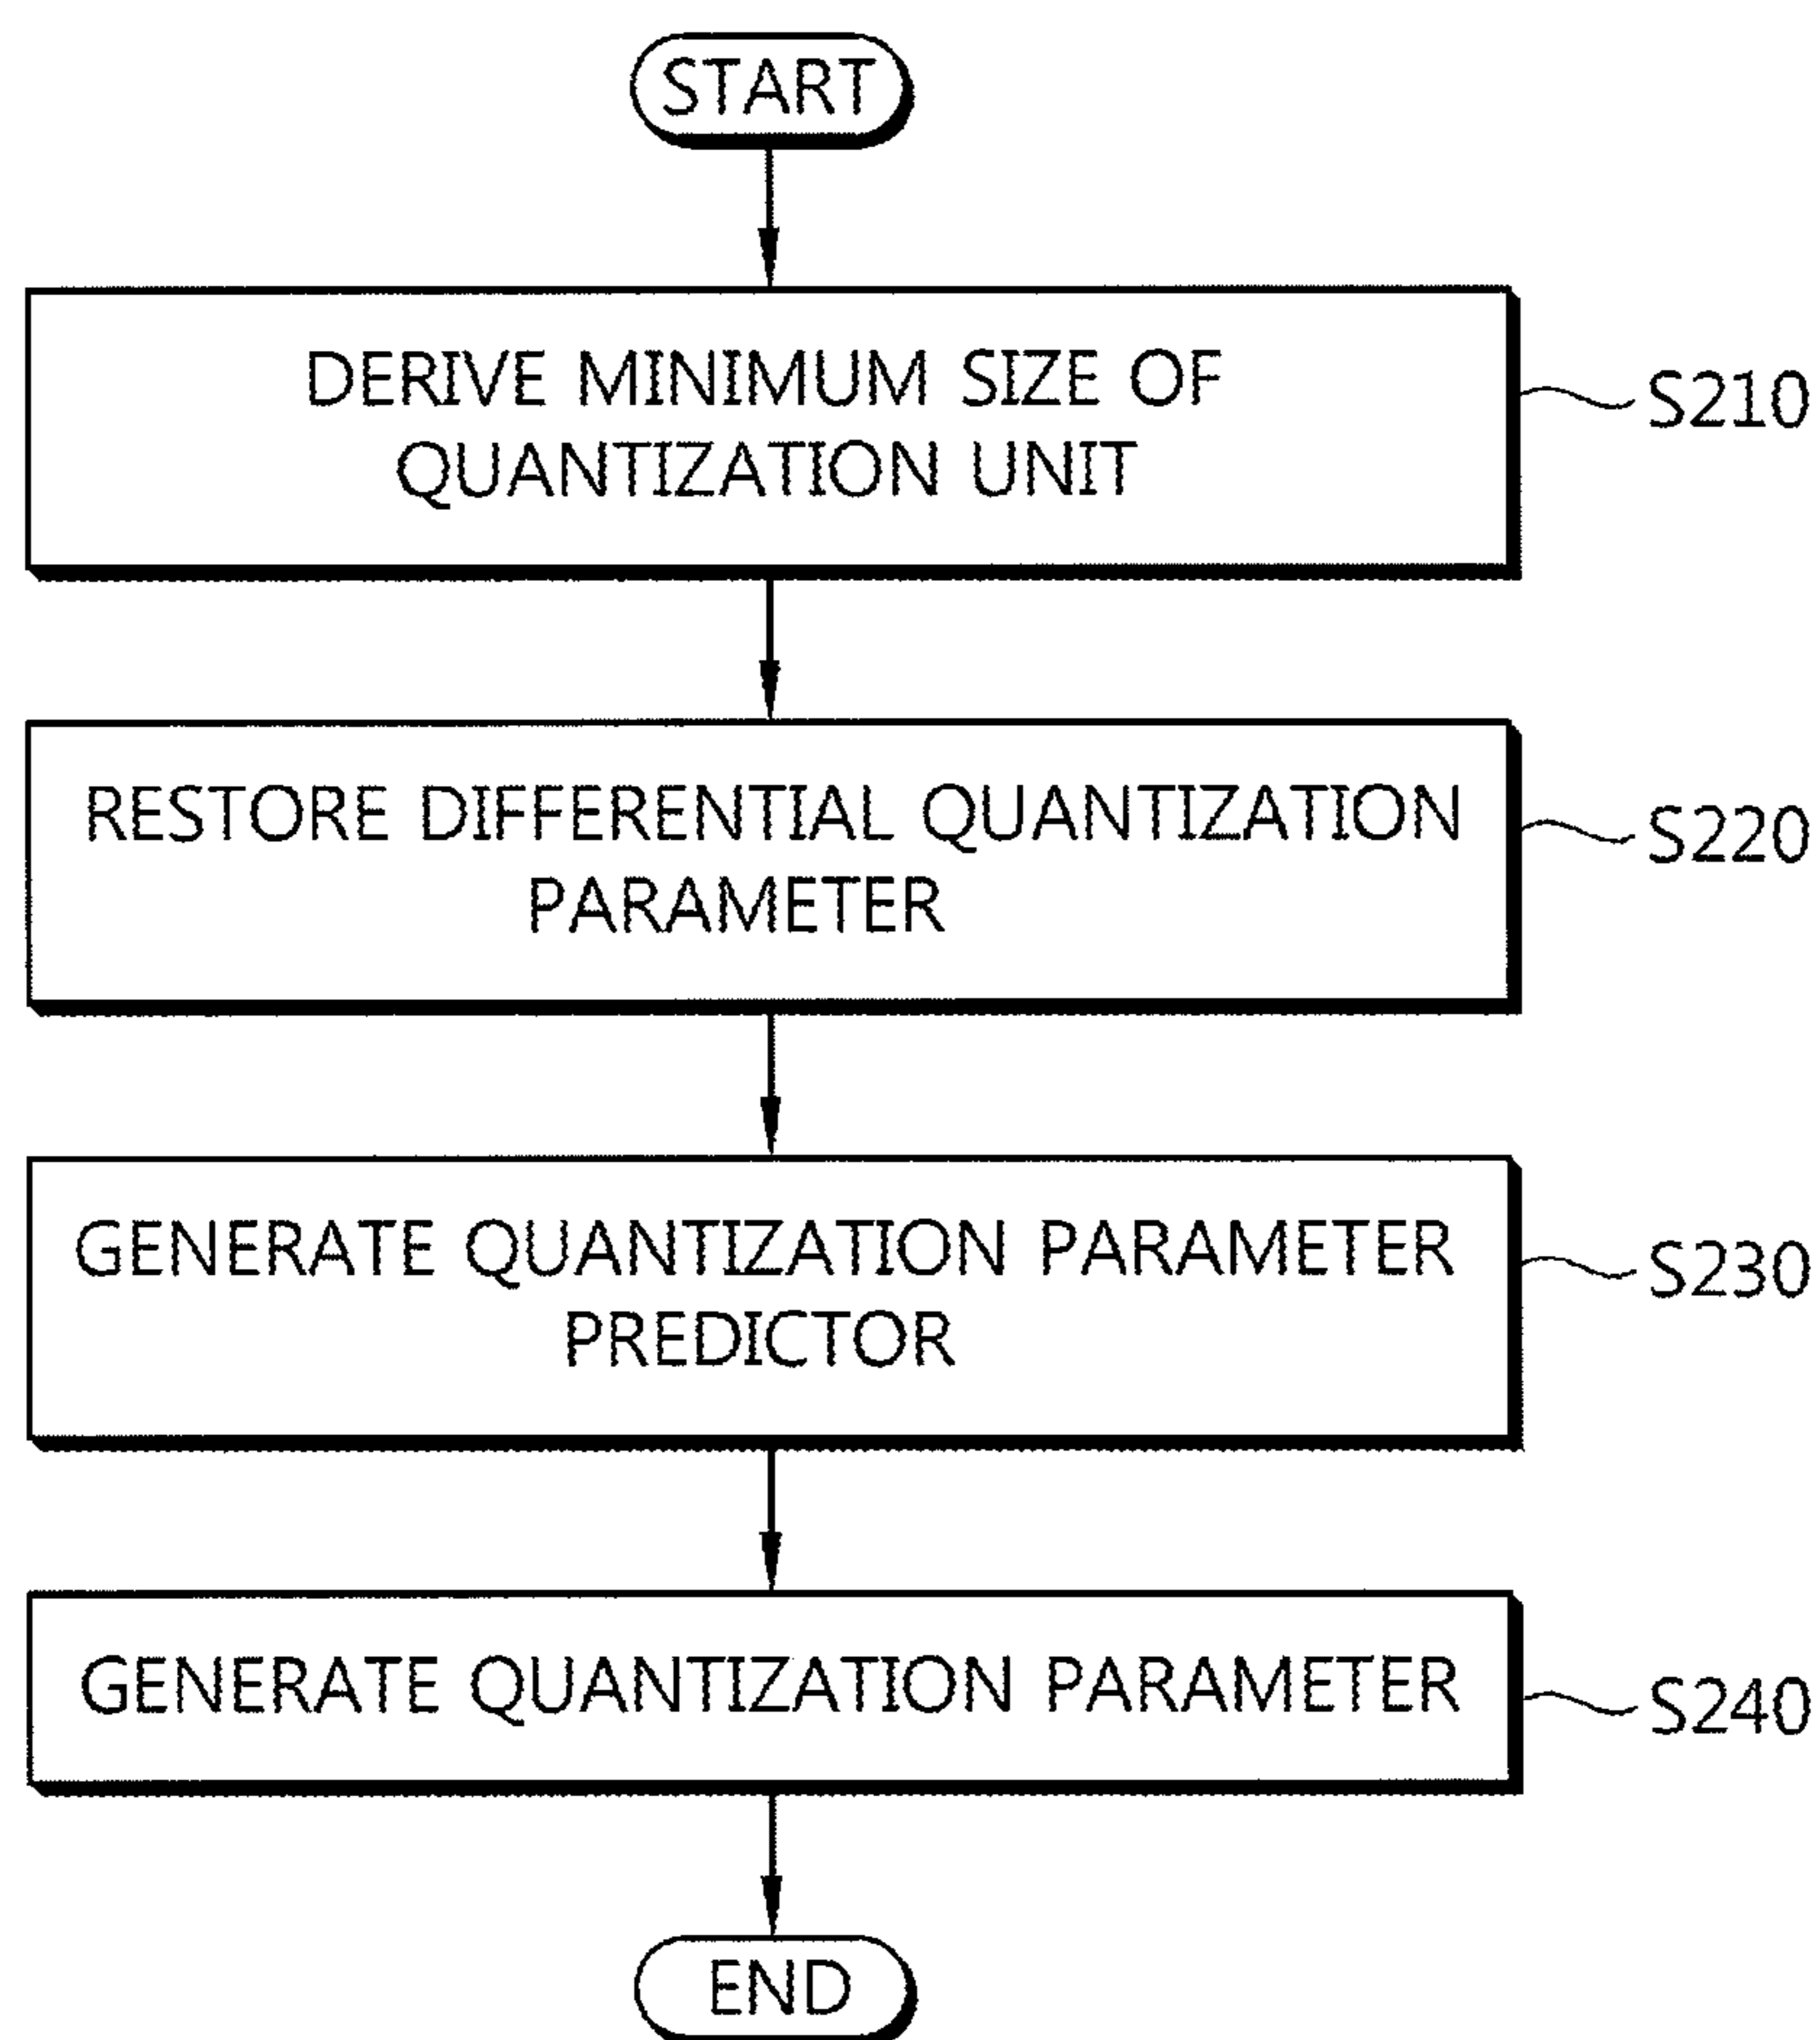 START
DERIVE MINIMUM SIZE OF
QUANTIZATION UNIT
S210
RESTORE DIFFERENTIAL QUANTIZATION
PARAMETER
S220
GENERATE QUANTIZATION PARAMETER
PREDICTOR
S230
GENERATE QUANTIZATION PARAMETER
S240
END